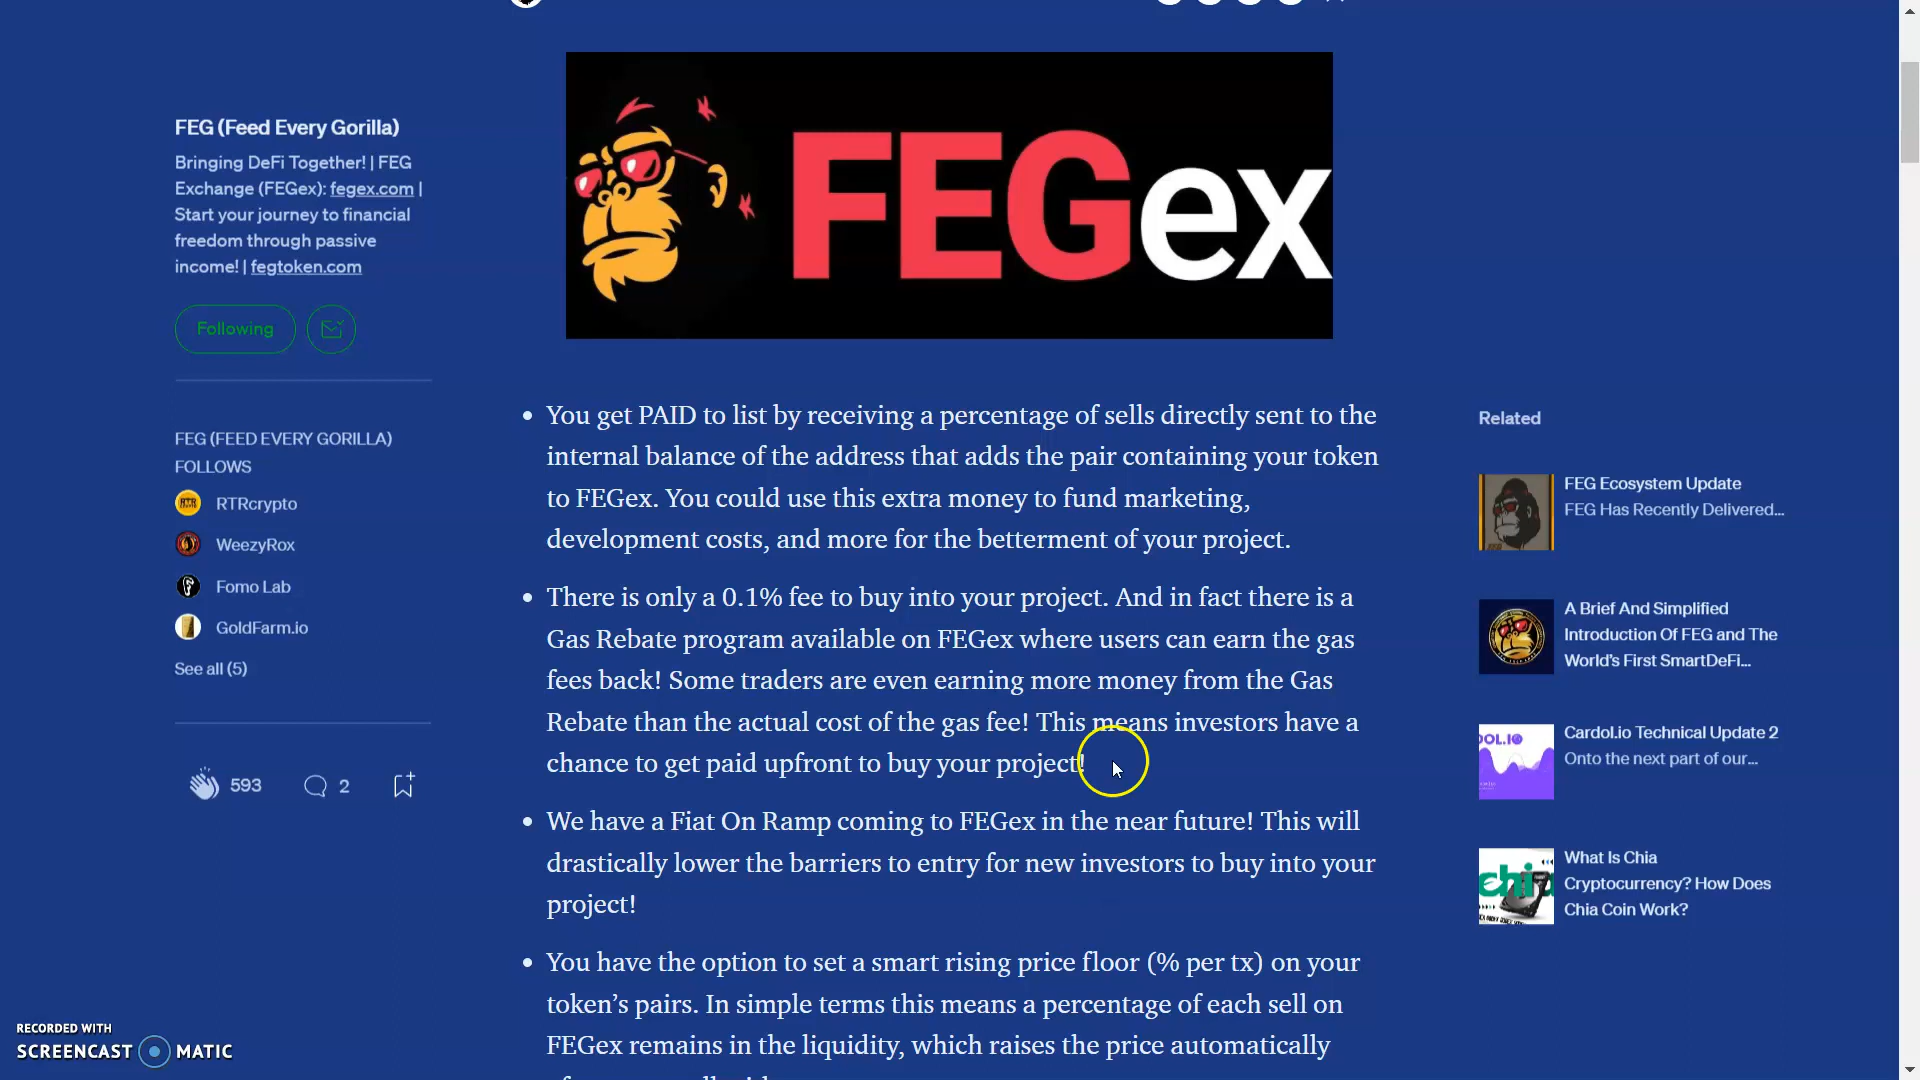 FEG (Feed Every Gorilla)
Bringing DeFi Together! | FEG
Exchange (FEGex): fegex.com |
Start your journey to financial
freedom through passive
income! | fegtoken.com
Following
FEG (FEED EVERY GORILLA)
FOLLOWS
RTRcrypto
WeezyRox
Fomo Lab
GoldFarm.io
See all (5)
593
2
FEGex
You get PAID to list by receiving a percentage of sells directly sent to the
internal balance of the address that adds the pair containing your token
to FEGex. You could use this extra money to fund marketing,
development costs, and more for the betterment of your project.
There is only a 0.1% fee to buy into your project. And in fact there is a
Gas Rebate program available on FEGex where users can earn the gas
fees back! Some traders are even earning more money from the Gas
Rebate than the actual cost of the gas fee! This means investors have a
chance to get paid upfront to buy your project!
We have a Fiat On Ramp coming to FEGex in the near future! This will
drastically lower the barriers to entry for new investors to buy into your
project!
You have the option to set a smart rising price floor (% per tx) on your
token’s pairs. In simple terms this means a percentage of each sell on
FEGex remains in the liquidity, which raises the price automatically
Related
FEG Ecosystem Update
FEG Has Recently Delivered...
A Brief And Simplified
Introduction Of FEG and The
World’s First SmartDeFi...
Cardol.io Technical Update 2
Onto the next part of our...
What Is Chia
Cryptocurrency? How Does
Chia Coin Work?
RECORDED WITH
SCREENCAST MATIC